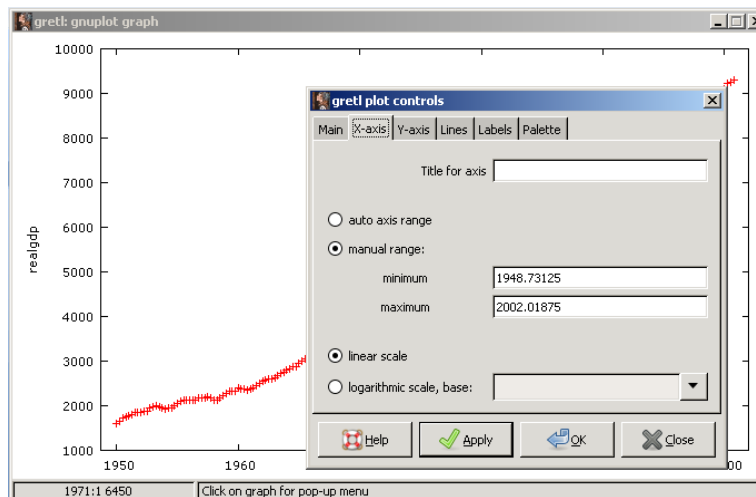 gretl: gnuplot graph
10000
9000
8000
7000
6000
5000
4000
3000
2000
1000
realgdp
1950
1960
00
gretl plot controls
Main X-axis Y-axis Lines Labels Palette
Title for axis
auto axis range
manual range:
minimum 1948.73125
maximum 2002.01875
linear scale
logarithmic scale, base:
Help Apply OK Close
1971:1 6450 Click on graph for pop-up menu